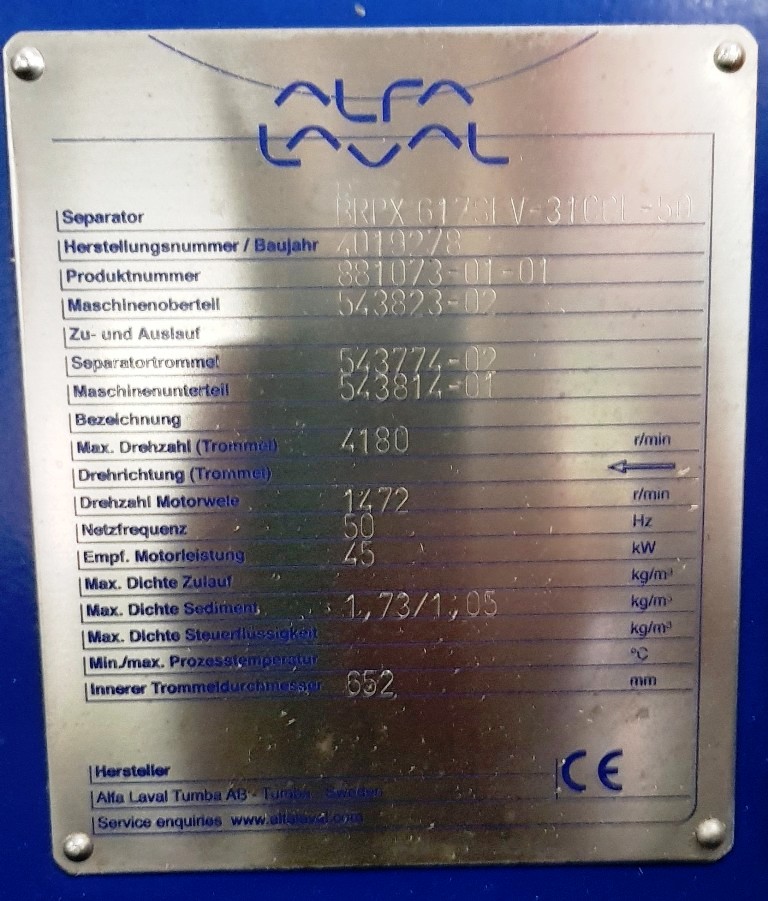 ALFA
LAVAL
Separator BRPX 617SFV-31CGL-50
Herstellungsnummer / Baujahr 4019278
Produktnummer 881073-01-01
Maschinenoberteil 543823-02
Zu- und Auslauf
Separatortrommel 543774-02
Maschinenunterteil 543814-01
Bezeichnung
Max. Drehzahl (Trommel) 4180 r/min
Drehrichtung (Trommel) ←
Drehzahl Motorwele 1472 r/min
Netzfrequenz 50 Hz
Empf. Motorleistung 45 kW
Max. Dichte Zulauf kg/m³
Max. Dichte Sediment 1,73/1,05 kg/m³
Max. Dichte Steuerflüssigkeit kg/m³
Min./max. Prozesstemperatur °C
Innerer Trommeldurchmesser 652 mm
Hersteller CE
Alfa Laval Tumba AB - Tumba Sweden
Service enquiries www.alfalaval.com